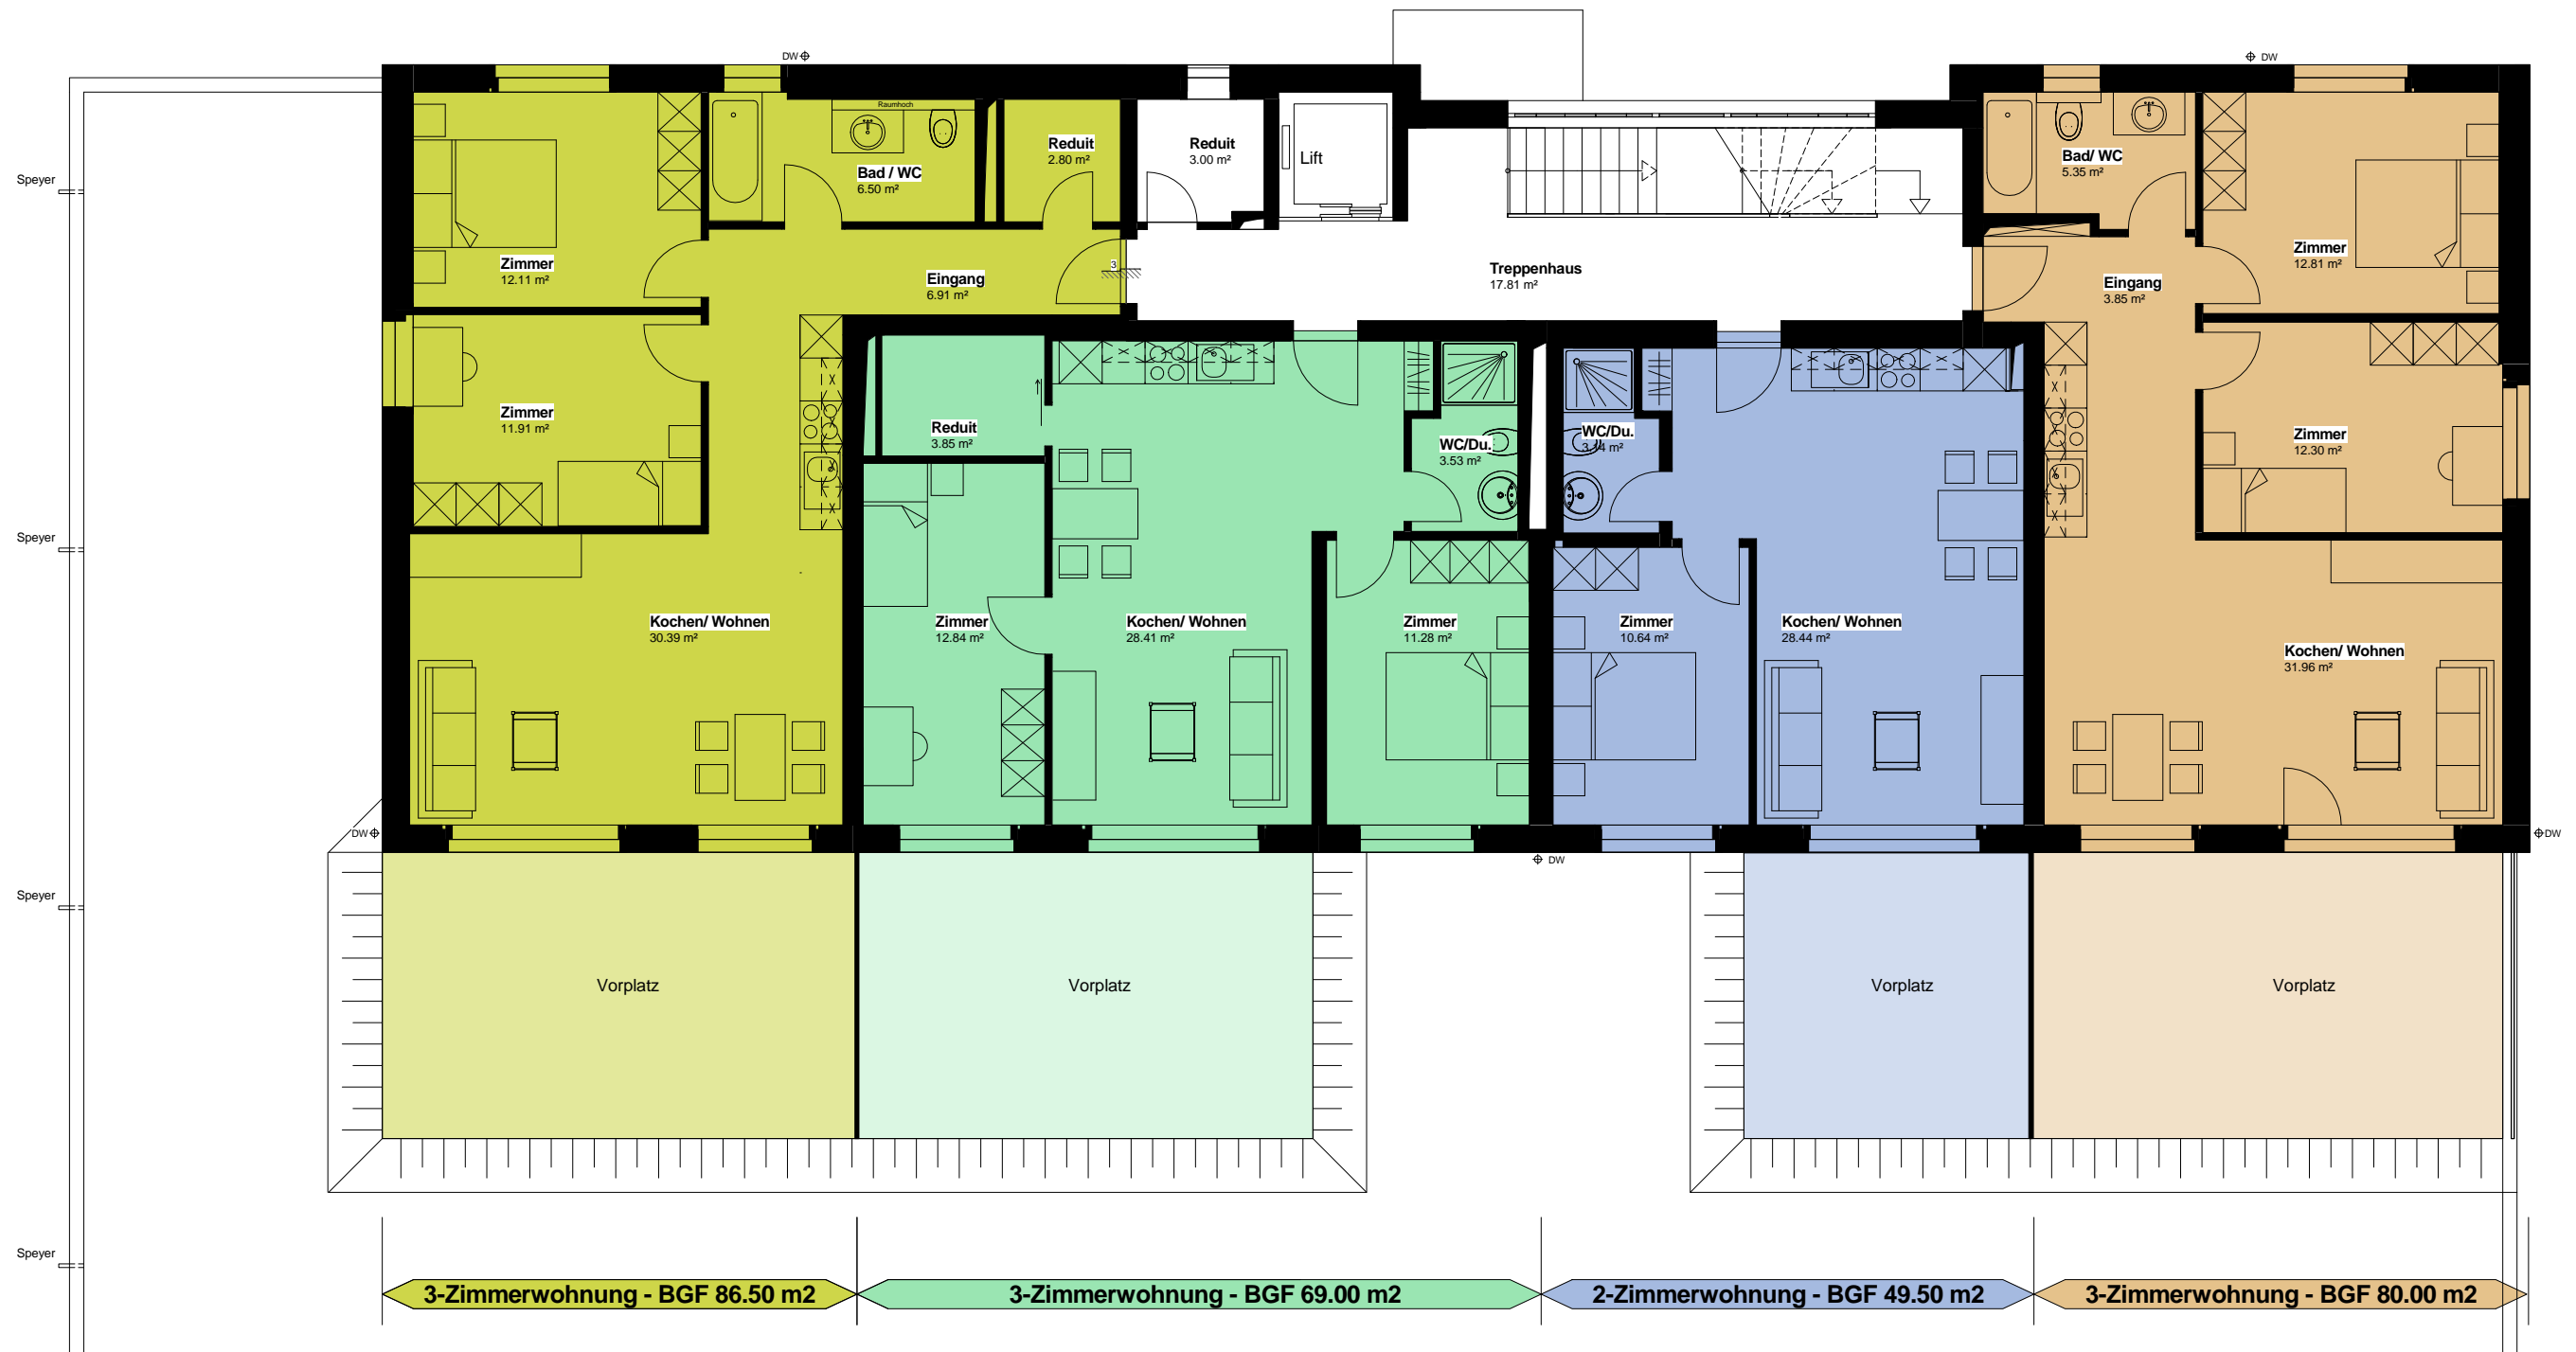 DW
DW
Raumhoch
Reduit
2.80 m²
Reduit
3.00 m²
Lift
Bad / WC
6.50 m²
Bad/ WC
5.35 m²
Speyer
Zimmer
12.11 m²
Eingang
6.91 m²
3
Treppenhaus
17.81 m²
Eingang
3.85 m²
Zimmer
12.81 m²
Zimmer
11.91 m²
Reduit
3.85 m²
WC/Du.
3.53 m²
WC/Du.
3.14 m²
Zimmer
12.30 m²
Speyer
Kochen/ Wohnen
30.39 m²
Zimmer
12.84 m²
Kochen/ Wohnen
28.41 m²
Zimmer
11.28 m²
Zimmer
10.64 m²
Kochen/ Wohnen
28.44 m²
Kochen/ Wohnen
31.96 m²
DW
DW
DW
Speyer
Vorplatz
Vorplatz
Vorplatz
Vorplatz
Speyer
3-Zimmerwohnung - BGF 86.50 m2
3-Zimmerwohnung - BGF 69.00 m2
2-Zimmerwohnung - BGF 49.50 m2
3-Zimmerwohnung - BGF 80.00 m2